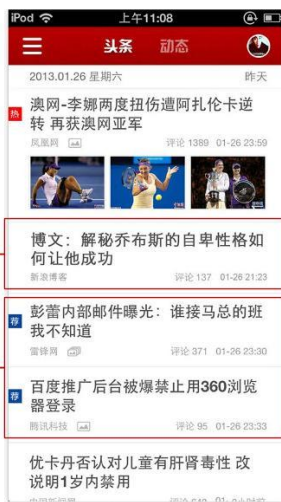 iPod 上午11:08
头条 动态
2013.01.26 星期六 昨天
热
澳网-李娜两度扭伤遭阿扎伦卡逆
转 再获澳网亚军
凤凰网 评论 1389 01-26 23:59
博文：解秘乔布斯的自卑性格如
何让他成功
新浪博客 评论 137 01-26 21:23
荐
彭蕾内部邮件曝光：谁接马总的班
我不知道
雷锋网 评论 371 01-26 23:30
荐
百度推广后台被爆禁止用360浏览
器登录
腾讯科技 评论 95 01-26 23:33
优卡丹否认对儿童有肝肾毒性 改
说明1岁内禁用